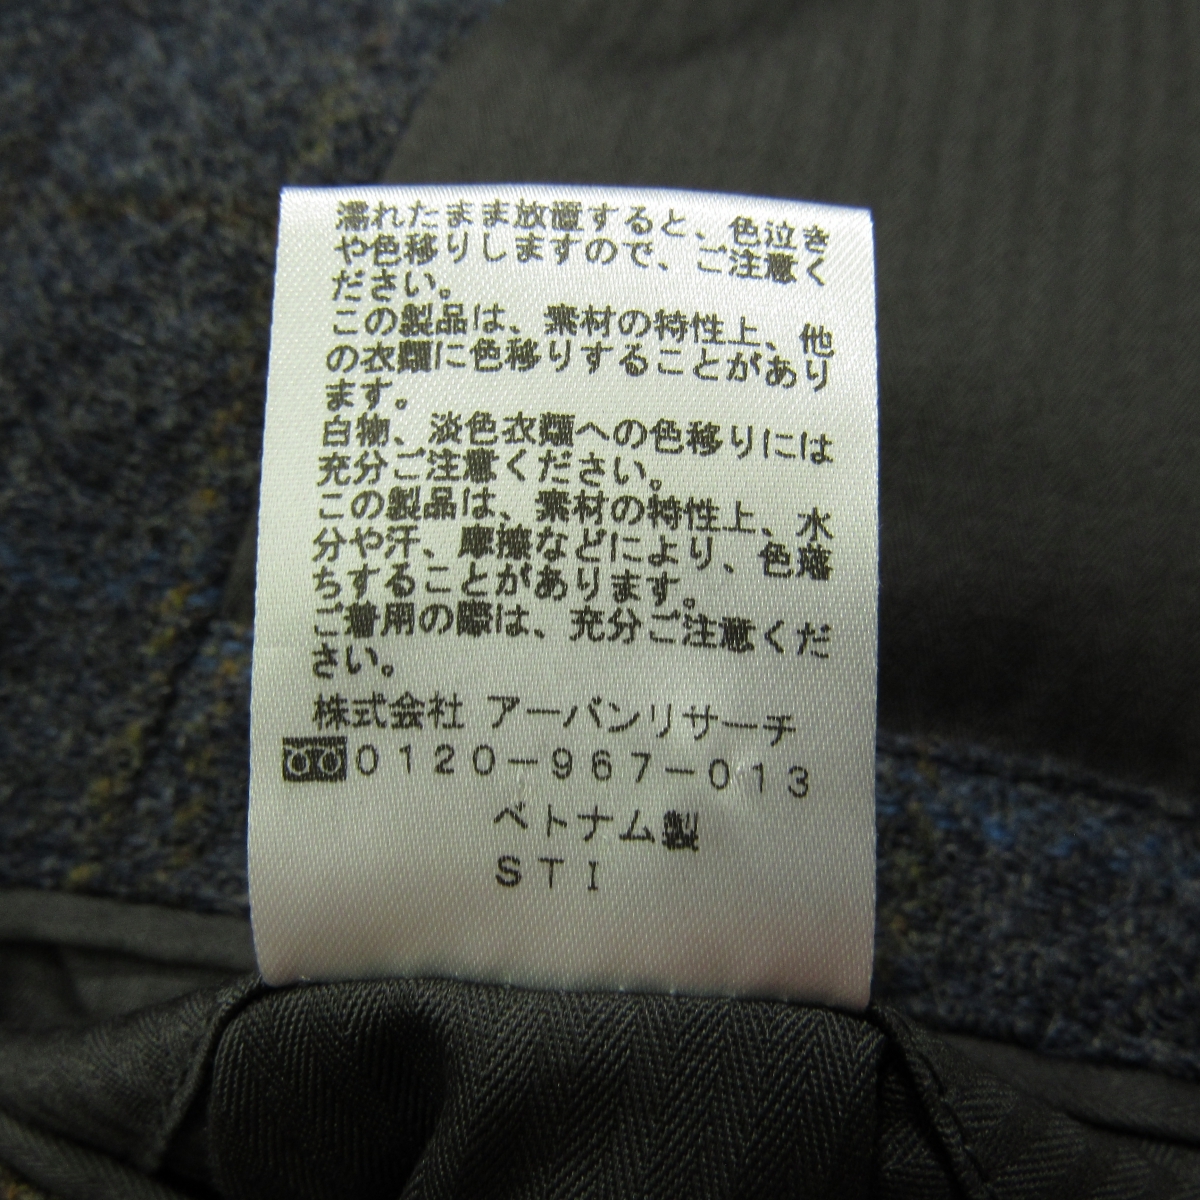 濡れたまま放置すると、色泣き
や色移りしますので、ご注意く
ださい。
この製品は、素材の特性上、他
の衣類に色移りすることがあり
ます。
白物、淡色衣類への色移りには
充分ご注意ください。
この製品は、素材の特性上、水
分や汗、摩擦などにより、色落
ちすることがあります。
ご着用の際は、充分ご注意くだ
さい。
株式会社 アーバンリサーチ
0120-967-013
ベトナム製
STI